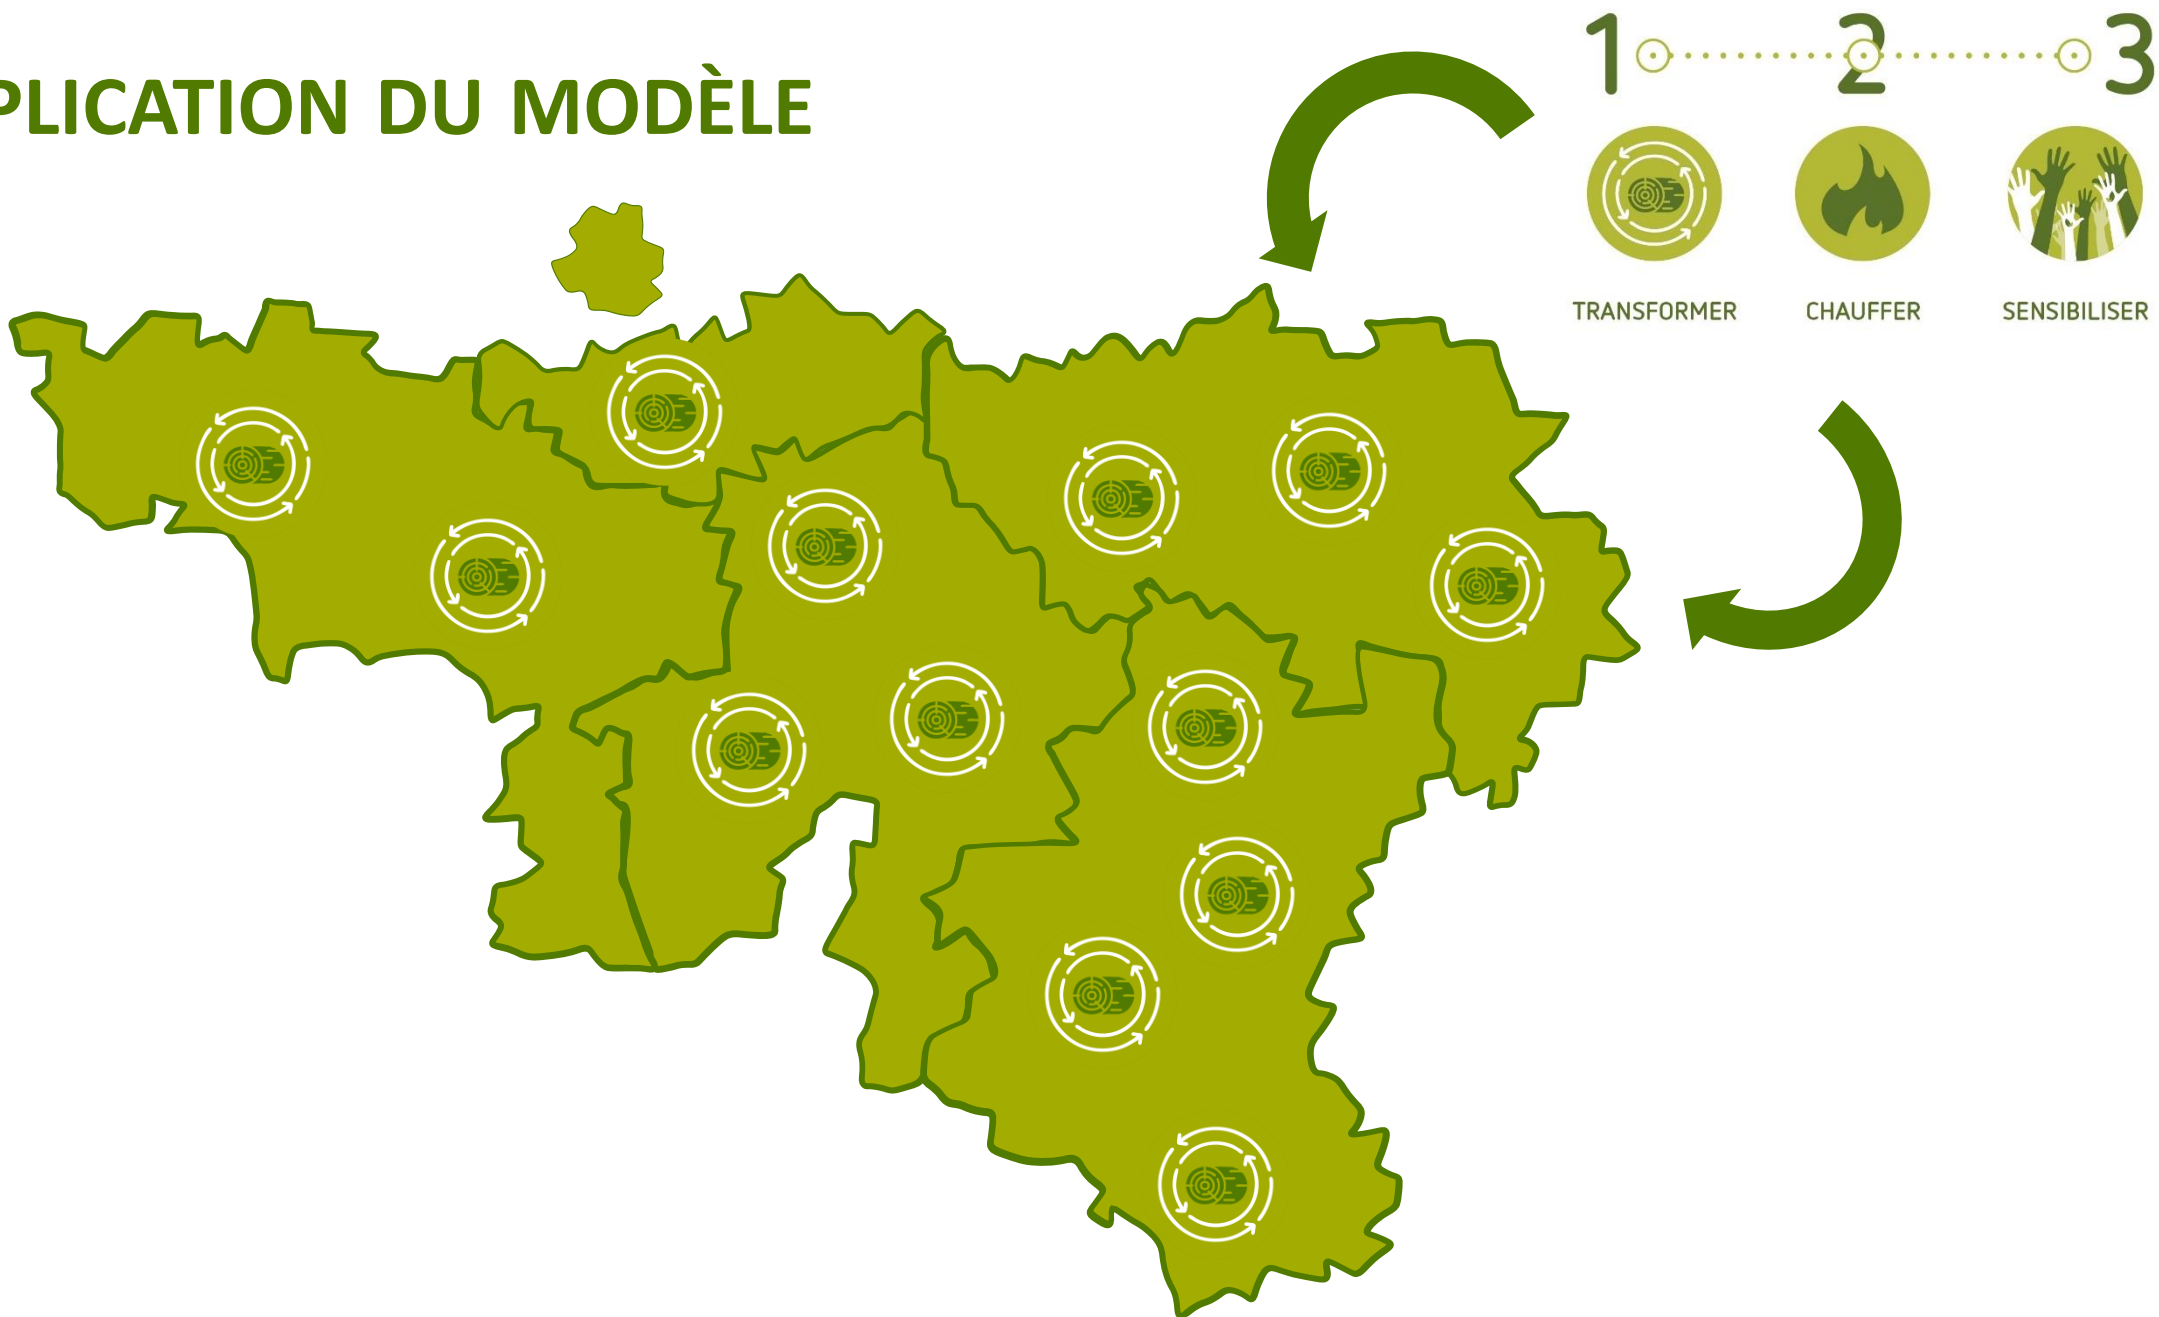 PLICATION DU MODÈLE
1 2 3
TRANSFORMER CHAUFFER SENSIBILISER